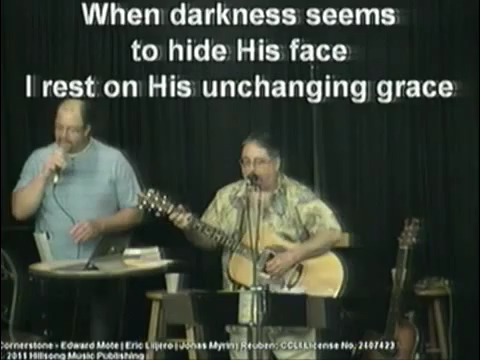 When darkness seems
to hide His face
I rest on His unchanging grace
Cornerstone - Edward Mote | Eric Liljero | Jonas Myrin | Reuben: CCLI License No. 2407423
2011 Hillsong Music Publishing